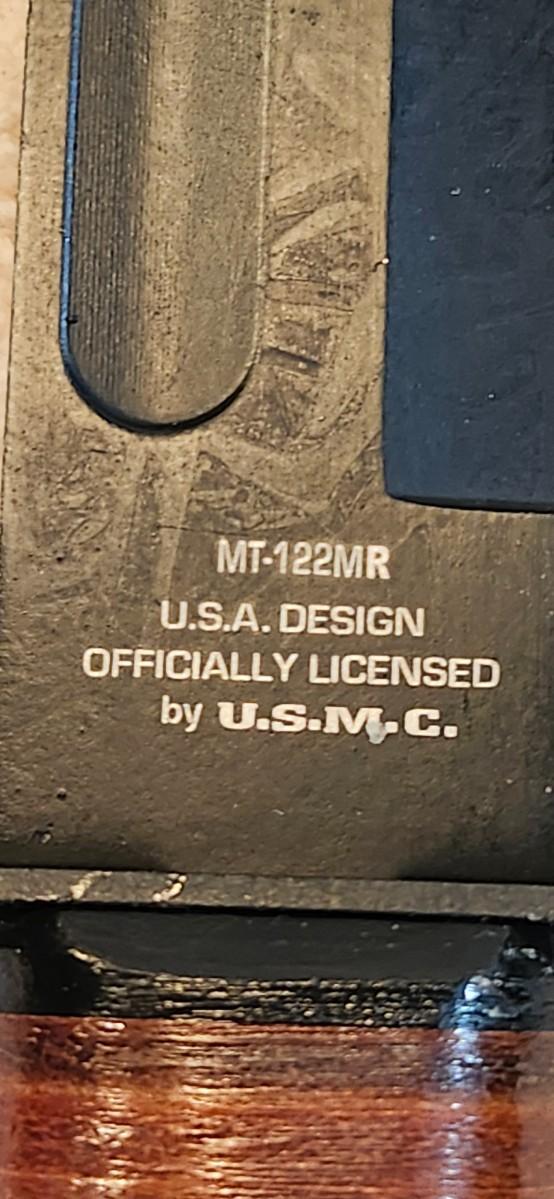 MT-122MR
U.S.A. DESIGN
OFFICIALLY LICENSED
by U.S.M.C.